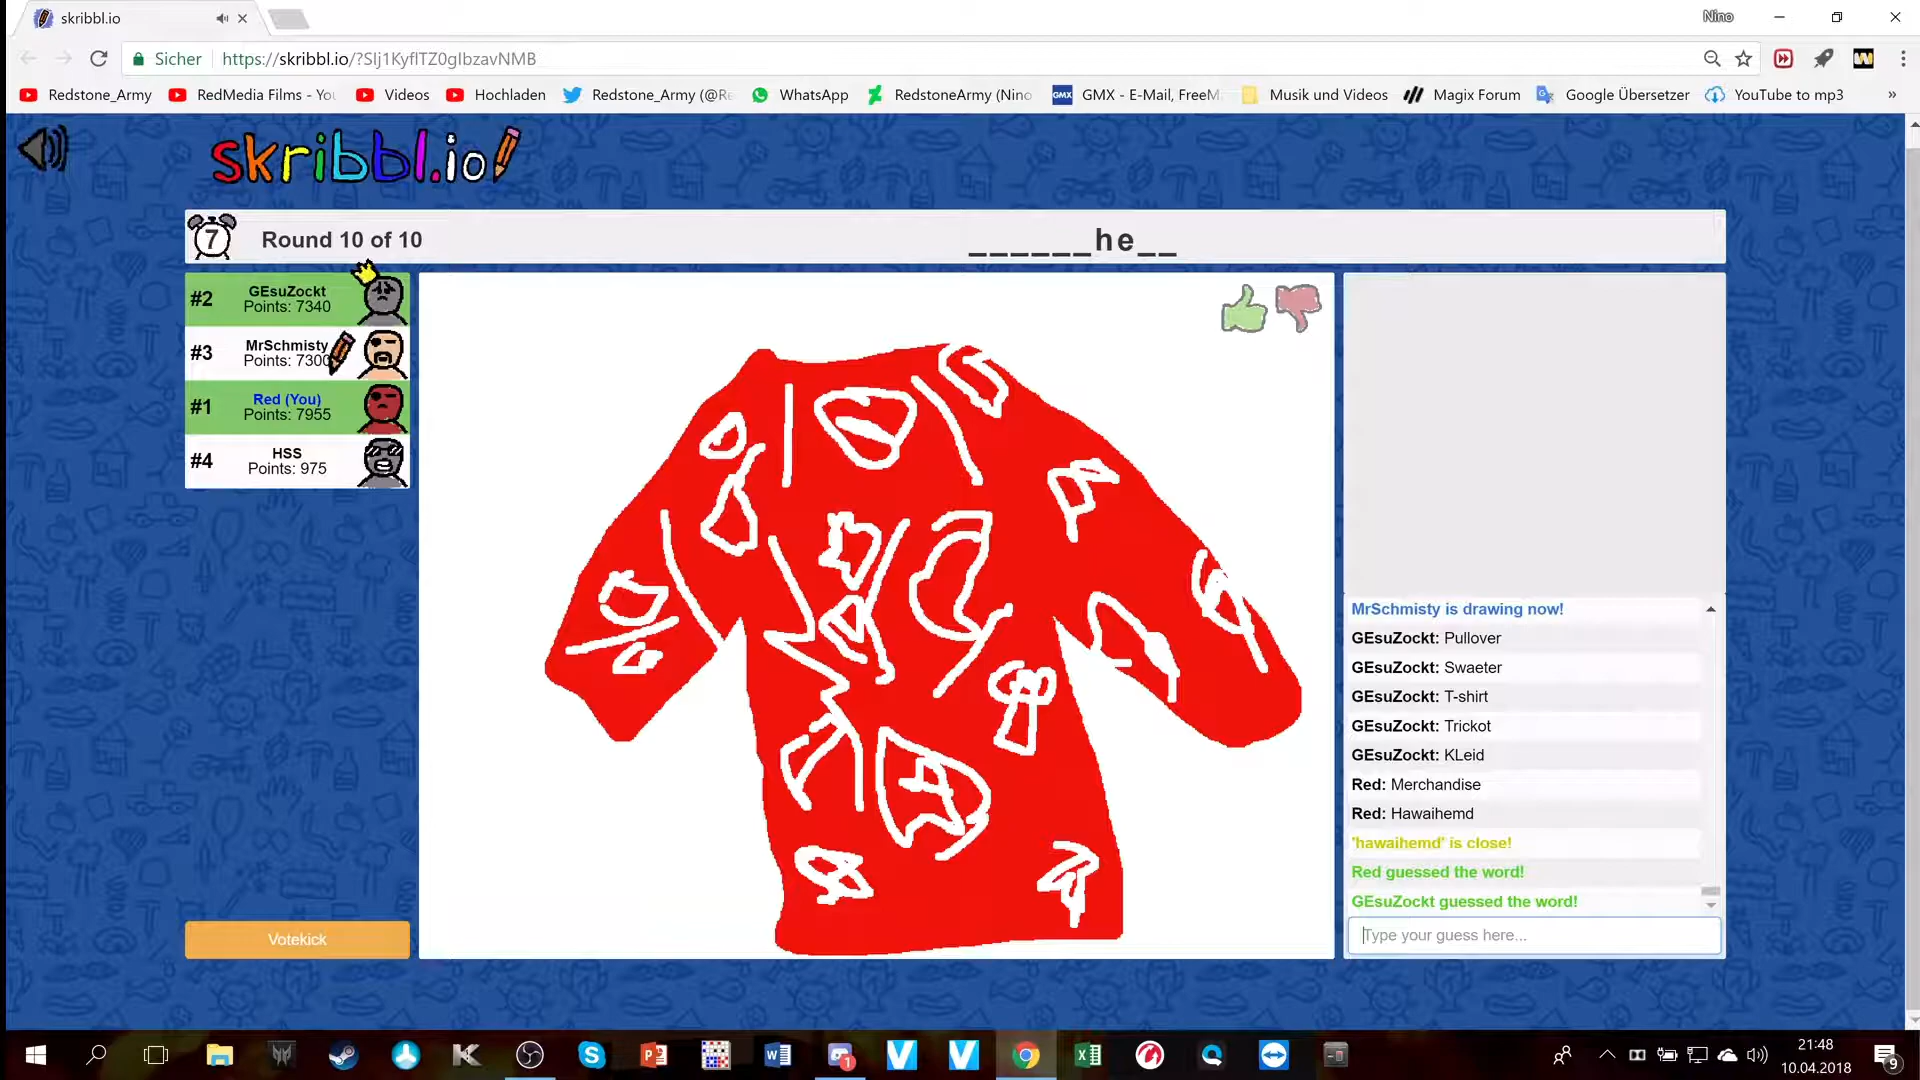 skribbl.io
Nino
Sicher
https://skribbl.io/?SIj1KyflTZ0gIbzavNMB
Redstone_Army
RedMedia Films - You
Videos
Hochladen
Redstone_Army (@Re
WhatsApp
RedstoneArmy (Nino
GMX
GMX - E-Mail, FreeM
Musik und Videos
Magix Forum
Google Übersetzer
YouTube to mp3
»
skribbl.io
7
Round 10 of 10
______he__
#2
GEsuZockt
Points: 7340
#3
MrSchmisty
Points: 7300
#1
Red (You)
Points: 7955
#4
HSS
Points: 975
Votekick
MrSchmisty is drawing now!
GEsuZockt: Pullover
GEsuZockt: Swaeter
GEsuZockt: T-shirt
GEsuZockt: Trickot
GEsuZockt: KLeid
Red: Merchandise
Red: Hawaihemd
'hawaihemd' is close!
Red guessed the word!
GEsuZockt guessed the word!
Type your guess here...
21:48
10.04.2018
9